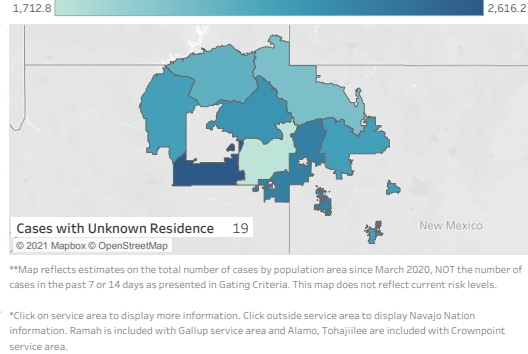 1,712.8 2,616.2
New Mexico
Cases with Unknown Residence 19
© 2021 Mapbox © OpenStreetMap
**Map reflects estimates on the total number of cases by population area since March 2020, NOT the number of
cases in the past 7 or 14 days as presented in Gating Criteria. This map does not reflect current risk levels.
*Click on service area to display more information. Click outside service area to display Navajo Nation
information. Ramah is included with Gallup service area and Alamo, Tohajiilee are included with Crownpoint
service area.